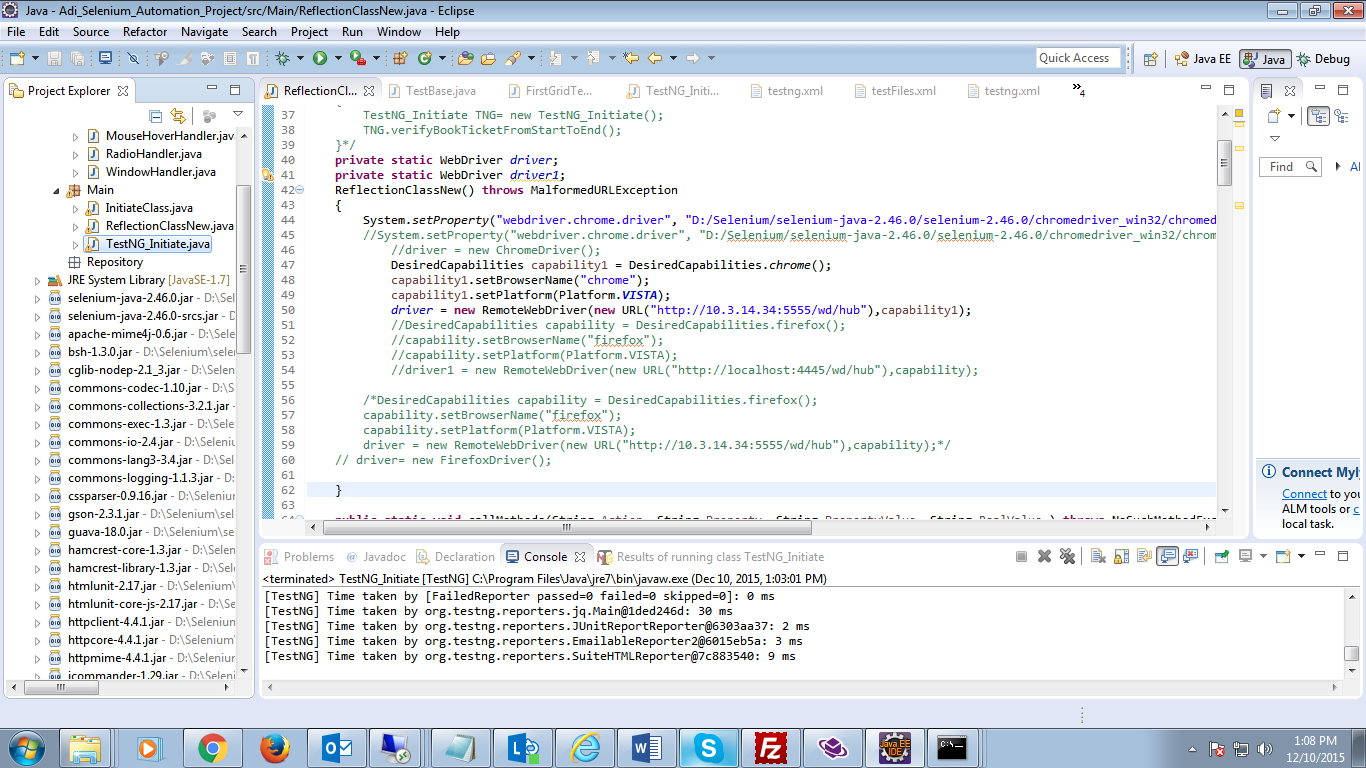 Java - Adi_Selenium_Automation_Project/src/Main/ReflectionClassNew.java - Eclipse
File Edit Source Refactor Navigate Search Project Run Window Help
Quick Access
Java EE
Java
Debug
Project Explorer
MouseHoverHandler.java
RadioHandler.java
WindowHandler.java
Main
InitiateClass.java
ReflectionClassNew.java
TestNG_Initiate.java
Repository
JRE System Library [JavaSE-1.7]
selenium-java-2.46.0.jar - D:\Sel
selenium-java-2.46.0-srcs.jar - D:
apache-mime4j-0.6.jar - D:\Seler
bsh-1.3.0.jar - D:\Selenium\selen
cglib-nodep-2.1_3.jar - D:\Seleni
commons-codec-1.10.jar - D:\S
commons-collections-3.2.1.jar -
commons-exec-1.3.jar - D:\Seler
commons-io-2.4.jar - D:\Seleniu
commons-lang3-3.4.jar - D:\Sele
commons-logging-1.1.3.jar - D:
cssparser-0.9.16.jar - D:\Seleniur
gson-2.3.1.jar - D:\Selenium\sel
guava-18.0.jar - D:\Selenium\sel
hamcrest-core-1.3.jar - D:\Selen
hamcrest-library-1.3.jar - D:\Sele
htmlunit-2.17.jar - D:\Selenium\
htmlunit-core-js-2.17.jar - D:\Se
httpclient-4.4.1.jar - D:\Seleniur
httpcore-4.4.1.jar - D:\Selenium\
httpmime-4.4.1.jar - D:\Seleniun
jcommander-1.29.jar - D:\Seleni
ReflectionCl...
TestBase.java
FirstGridTe...
TestNG_Initi...
testng.xml
testFiles.xml
testng.xml
4
37 TestNG_Initiate TNG= new TestNG_Initiate();
38 TNG.verifyBookTicketFromStartToEnd();
39 }*/
40 private static WebDriver driver;
41 private static WebDriver driver1;
42 ReflectionClassNew() throws MalformedURLException
43 {
44 System.setProperty("webdriver.chrome.driver", "D:/Selenium/selenium-java-2.46.0/selenium-2.46.0/chromedriver_win32/chromed
45 //System.setProperty("webdriver.chrome.driver", "D:/Selenium/selenium-java-2.46.0/selenium-2.46.0/chromedriver_win32/chrom
46 //driver = new ChromeDriver();
47 DesiredCapabilities capability1 = DesiredCapabilities.chrome();
48 capability1.setBrowserName("chrome");
49 capability1.setPlatform(Platform.VISTA);
50 driver = new RemoteWebDriver(new URL("http://10.3.14.34:5555/wd/hub"),capability1);
51 //DesiredCapabilities capability = DesiredCapabilities.firefox();
52 //capability.setBrowserName("firefox");
53 //capability.setPlatform(Platform.VISTA);
54 //driver1 = new RemoteWebDriver(new URL("http://localhost:4445/wd/hub"),capability);
55
56 /*DesiredCapabilities capability = DesiredCapabilities.firefox();
57 capability.setBrowserName("firefox");
58 capability.setPlatform(Platform.VISTA);
59 driver = new RemoteWebDriver(new URL("http://10.3.14.34:5555/wd/hub"),capability);*/
60 // driver= new FirefoxDriver();
61
62 }
63
Find
Al
Connect Myl
Connect to you
ALM tools or c
local task.
Problems
@ Javadoc
Declaration
Console
Results of running class TestNG_Initiate
<terminated> TestNG_Initiate [TestNG] C:\Program Files\Java\jre7\bin\javaw.exe (Dec 10, 2015, 1:03:01 PM)
[TestNG] Time taken by [FailedReporter passed=0 failed=0 skipped=0]: 0 ms
[TestNG] Time taken by org.testng.reporters.jq.Main@1ded246d: 30 ms
[TestNG] Time taken by org.testng.reporters.JUnitReportReporter@6303aa37: 2 ms
[TestNG] Time taken by org.testng.reporters.EmailableReporter2@6015eb5a: 3 ms
[TestNG] Time taken by org.testng.reporters.SuiteHTMLReporter@7c883540: 9 ms
Java EE
IDE
1:08 PM
12/10/2015